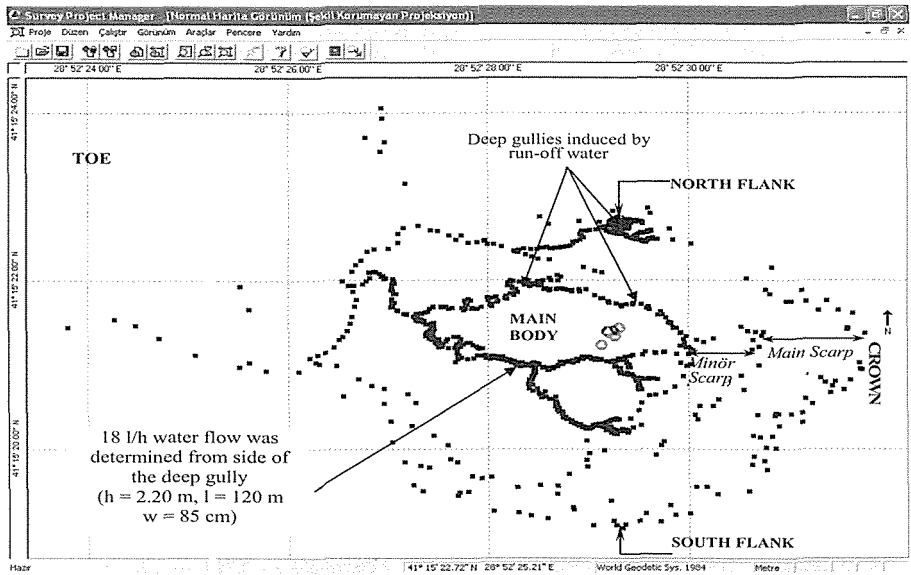 Survey Project Manager - [Normal Harita Görünüm (Şekil Korumayan Projeksiyon)]
Proje Düzen Çalıştır Görünüm Araçlar Pencere Yardım
28° 52' 24.00'' E 28° 52' 26.00'' E 28° 52' 28.00'' E 28° 52' 30.00'' E
41° 15' 24.00'' N
TOE
Deep gullies induced by
run-off water
NORTH FLANK
41° 15' 22.00'' N
MAIN
BODY
N
Minör
Scarp
Main Scarp
CROWN
41° 15' 20.00'' N
18 l/h water flow was
determined from side of
the deep gully
(h = 2.20 m, l = 120 m
w = 85 cm)
SOUTH FLANK
Hazır 41° 15' 22.72'' N 28° 52' 25.21'' E World Geodetic Sys. 1984 Metre